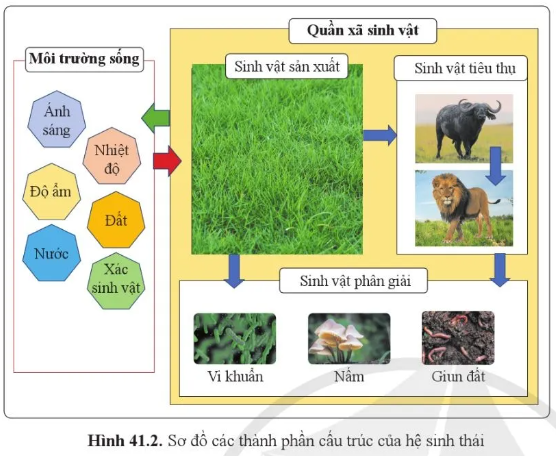 Quần xã sinh vật
Môi trường sống
Sinh vật sản xuất
Sinh vật tiêu thụ
Ánh
sáng
Nhiệt
độ
Độ ẩm
Đất
Nước
Xác
sinh vật
Sinh vật phân giải
Vi khuẩn
Nấm
Giun đất
Hình 41.2. Sơ đồ các thành phần cấu trúc của hệ sinh thái